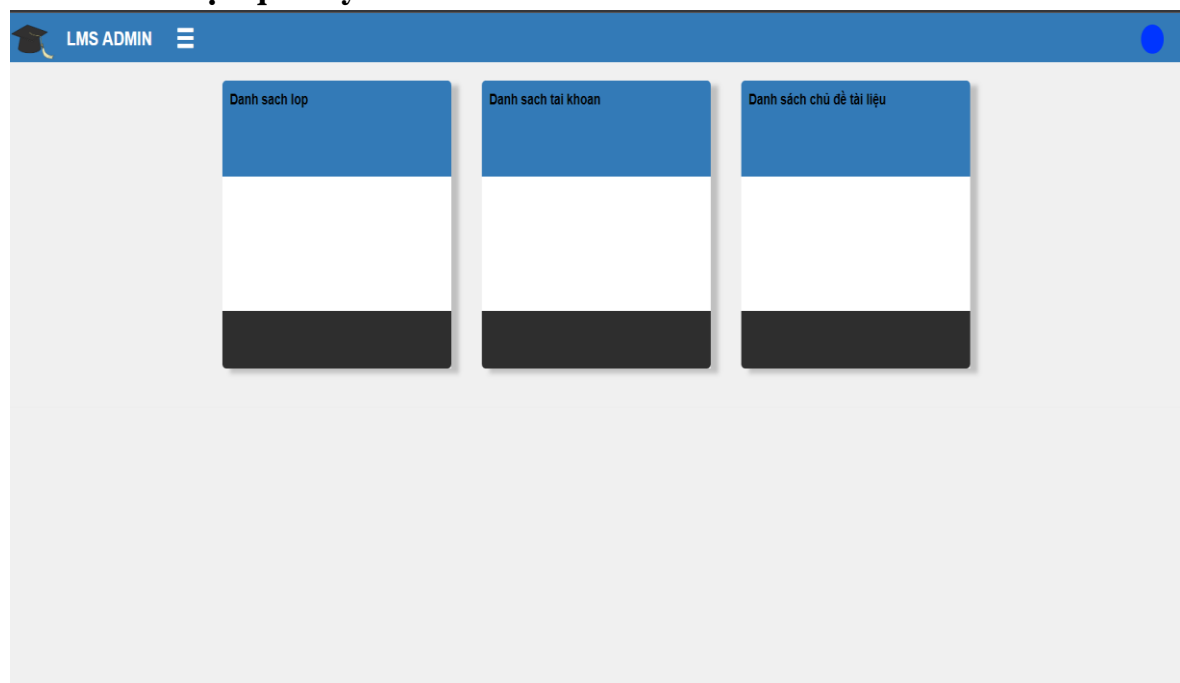 LMS ADMIN
Danh sach lop
Danh sach tai khoan
Danh sách chủ đề tài liệu